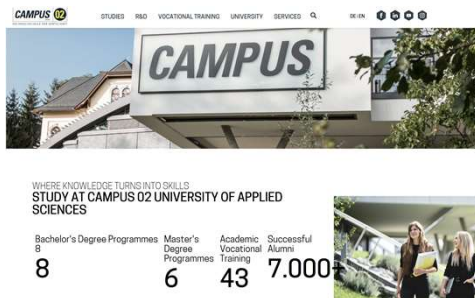 CAMPUS 02
STUDIES R&D VOCATIONAL TRAINING UNIVERSITY SERVICES DE EN
CAMPUS
WHERE KNOWLEDGE TURNS INTO SKILLS
STUDY AT CAMPUS 02 UNIVERSITY OF APPLIED
SCIENCES
Bachelor's Degree Programmes
8
8
Master's
Degree
Programmes
6
Academic
Vocational
Training
43
Successful
Alumni
7.000+